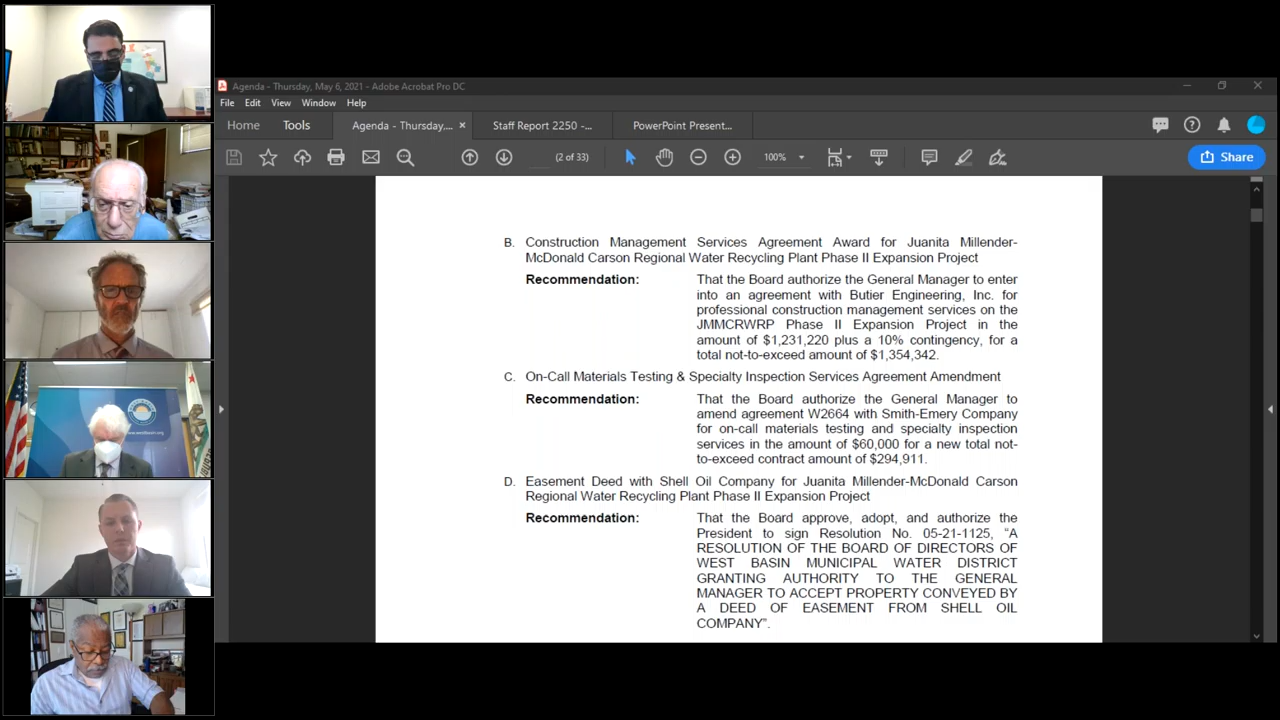 Agenda - Thursday, May 6, 2021 - Adobe Acrobat Pro DC
File Edit View Window Help
Home Tools Agenda - Thursday,... × Staff Report 2250 -... PowerPoint Present...
(2 of 33) 100% Share
B. Construction Management Services Agreement Award for Juanita Millender-
McDonald Carson Regional Water Recycling Plant Phase II Expansion Project
Recommendation: That the Board authorize the General Manager to enter
into an agreement with Butier Engineering, Inc. for
professional construction management services on the
JMMCRWRP Phase II Expansion Project in the
amount of $1,231,220 plus a 10% contingency, for a
total not-to-exceed amount of $1,354,342.
C. On-Call Materials Testing & Specialty Inspection Services Agreement Amendment
Recommendation: That the Board authorize the General Manager to
amend agreement W2664 with Smith-Emery Company
for on-call materials testing and specialty inspection
services in the amount of $60,000 for a new total not-
to-exceed contract amount of $294,911.
D. Easement Deed with Shell Oil Company for Juanita Millender-McDonald Carson
Regional Water Recycling Plant Phase II Expansion Project
Recommendation: That the Board approve, adopt, and authorize the
President to sign Resolution No. 05-21-1125, “A
RESOLUTION OF THE BOARD OF DIRECTORS OF
WEST BASIN MUNICIPAL WATER DISTRICT
GRANTING AUTHORITY TO THE GENERAL
MANAGER TO ACCEPT PROPERTY CONVEYED BY
A DEED OF EASEMENT FROM SHELL OIL
COMPANY”.